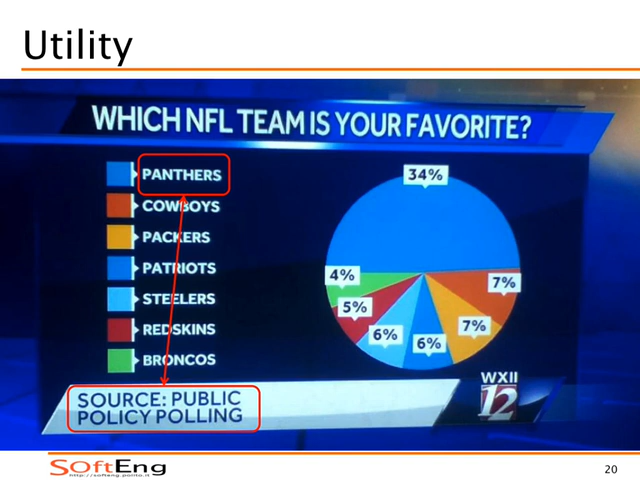 Utility
WHICH NFL TEAM IS YOUR FAVORITE?
PANTHERS
COWBOYS
PACKERS
PATRIOTS
STEELERS
REDSKINS
BRONCOS
34%
7%
7%
6%
6%
5%
4%
SOURCE: PUBLIC
POLICY POLLING
WXII
12
SOftEng
http://softeng.polito.it
20